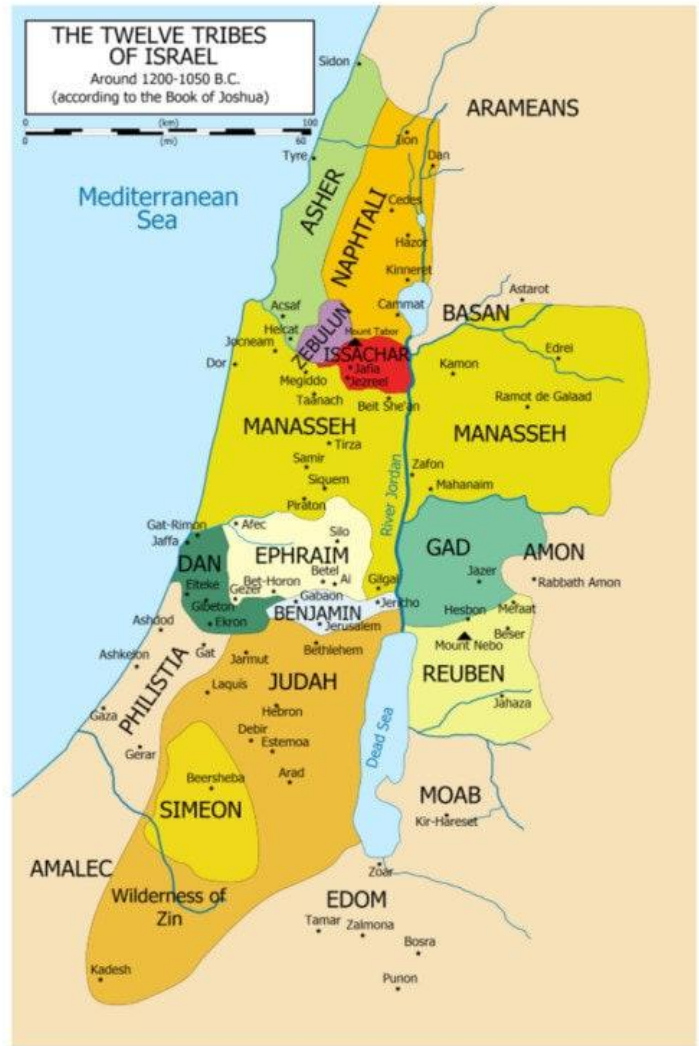 THE TWELVE TRIBES
OF ISRAEL
Around 1200-1050 B.C.
(according to the Book of Joshua)
0 (km) 100
0 (mi) 60
Sidon
ARAMEANS
Ijon
Tyre
Dan
Mediterranean
Sea
ASHER
NAPHTALI
Cedes
Hazor
Kinneret
Astarot
Acsaf
Cammat
BASAN
Helcat
ZEBULUN
Mount Tabor
Jocneam
ISSACHAR
Edrei
Dor
Jafia
Kamon
Megiddo
Jezreel
Taanach
Beit She'an
Ramot de Galaad
MANASSEH
MANASSEH
Tirza
Samir
Zafon
Siquem
Mahanaim
Piraton
River Jordan
Gat-Rimon
Afec
Jaffa
Silo
DAN
EPHRAIM
GAD
AMON
Betel
Jazer
Rabbath Amon
Elteke
Gezer
Bet-Horon
Ai
Gilgal
Gibeton
Gabaon
Jericho
Mefaat
BENJAMIN
Hesbon
Ekron
Jerusalem
Beser
Ashdod
Mount Nebo
Gat
Bethlehem
Jarmut
Ashkelon
PHILISTIA
JUDAH
REUBEN
Laquis
Jahaza
Hebron
Gaza
Debir
Dead Sea
Gerar
Estemoa
Beersheba
Arad
MOAB
SIMEON
Kir-Hareset
AMALEC
Zoar
Wilderness of
Zin
EDOM
Tamar
Zalmona
Bosra
Kadesh
Punon